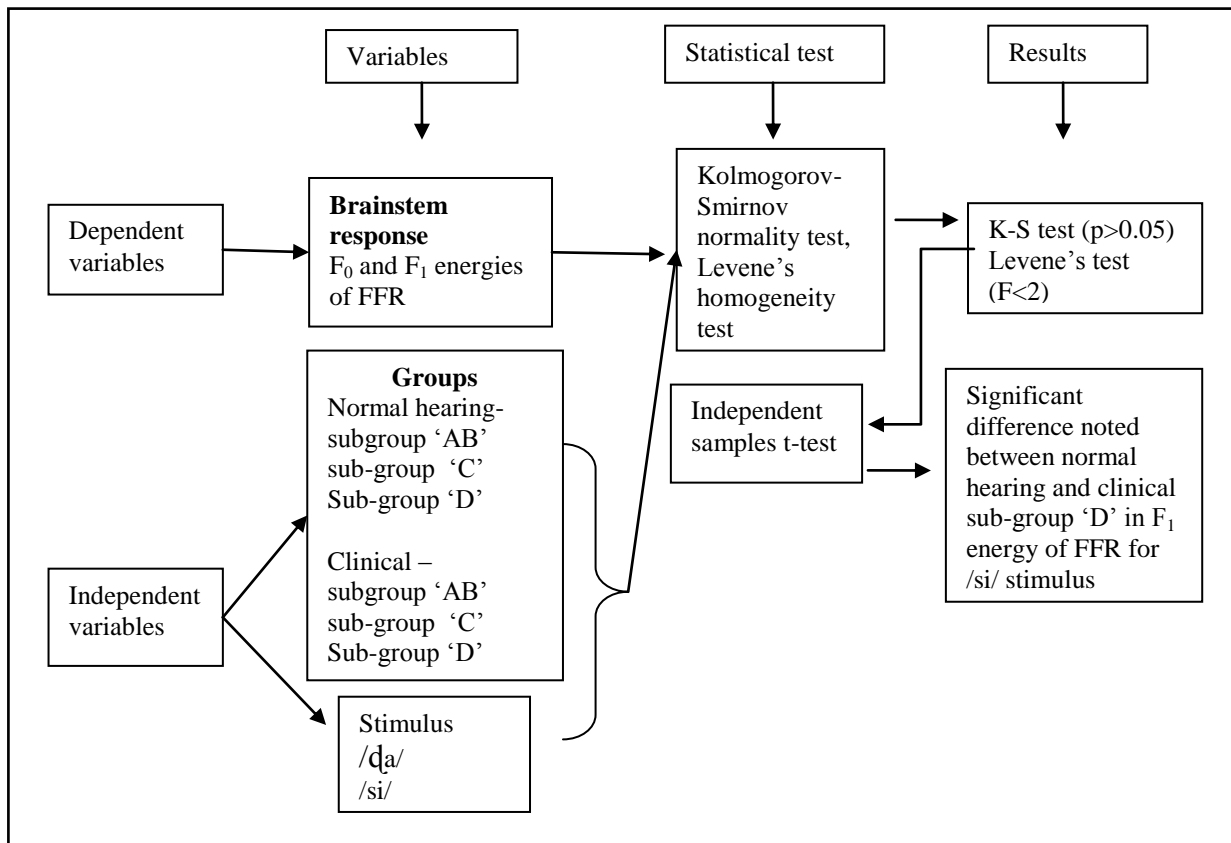 Variables
Statistical test
Results
Dependent
variables
Brainstem
response
F₀ and F₁ energies
of FFR
Kolmogorov-
Smirnov
normality test,
Levene’s
homogeneity
test
K-S test (p>0.05)
Levene’s test
(F<2)
Independent
variables
Groups
Normal hearing-
subgroup ‘AB’
sub-group ‘C’
Sub-group ‘D’
Clinical –
subgroup ‘AB’
sub-group ‘C’
Sub-group ‘D’
Stimulus
/ɖa/
/si/
Independent
samples t-test
Significant
difference noted
between normal
hearing and clinical
sub-group ‘D’ in F₁
energy of FFR for
/si/ stimulus